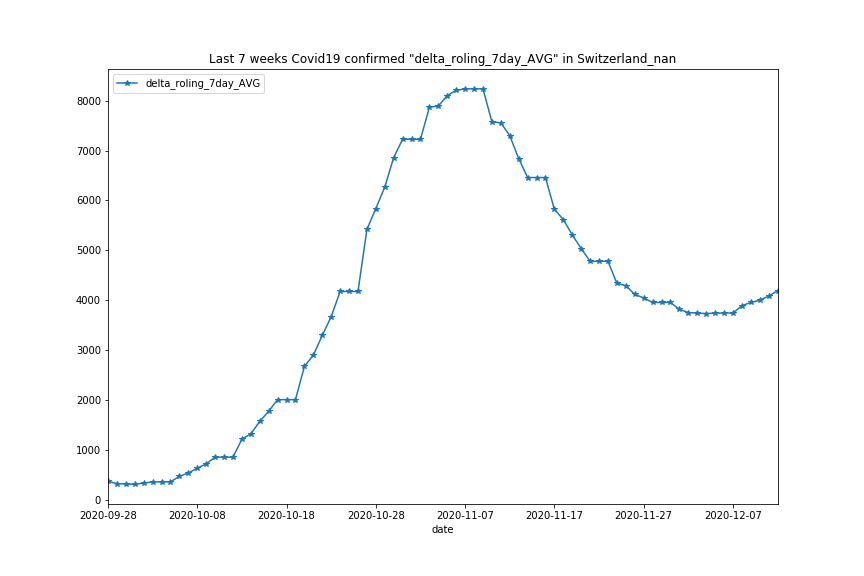 Last 7 weeks Covid19 confirmed "delta_roling_7day_AVG" in Switzerland_nan
delta_roling_7day_AVG
8000
7000
6000
5000
4000
3000
2000
1000
0
2020-09-28 2020-10-08 2020-10-18 2020-10-28 2020-11-07 2020-11-17 2020-11-27 2020-12-07
date